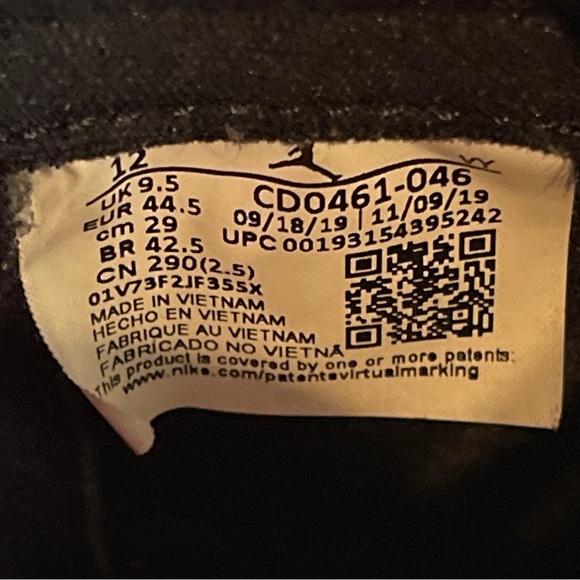 12 W
UK 9.5
EUR 44.5
cm 29
BR 42.5
CN 290(2.5)
01V73F2JF355X
MADE IN VIETNAM
HECHO EN VIETNAM
FABRIQUE AU VIETNAM
FABRICADO NO VIETNÃ
CD0461-046
09/18/19 | 11/09/19
UPC 00193154395242
This product is covered by one or more patents:
www.nike.com/patentsvirtualmarking